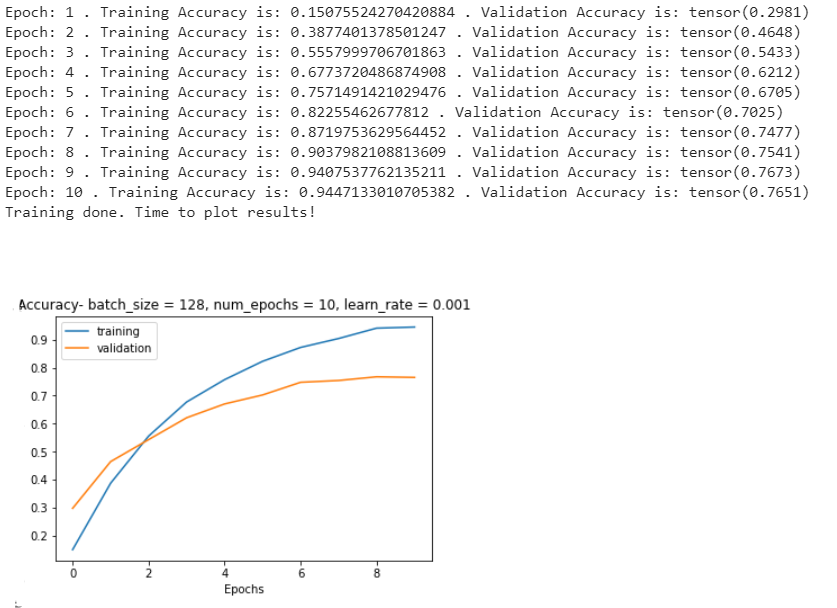 Epoch: 1 . Training Accuracy is: 0.15075524270420884 . Validation Accuracy is: tensor(0.2981)
Epoch: 2 . Training Accuracy is: 0.3877401378501247 . Validation Accuracy is: tensor(0.4648)
Epoch: 3 . Training Accuracy is: 0.5557999706701863 . Validation Accuracy is: tensor(0.5433)
Epoch: 4 . Training Accuracy is: 0.6773720486874908 . Validation Accuracy is: tensor(0.6212)
Epoch: 5 . Training Accuracy is: 0.7571491421029476 . Validation Accuracy is: tensor(0.6705)
Epoch: 6 . Training Accuracy is: 0.82255462677812 . Validation Accuracy is: tensor(0.7025)
Epoch: 7 . Training Accuracy is: 0.8719753629564452 . Validation Accuracy is: tensor(0.7477)
Epoch: 8 . Training Accuracy is: 0.9037982108813609 . Validation Accuracy is: tensor(0.7541)
Epoch: 9 . Training Accuracy is: 0.9407537762135211 . Validation Accuracy is: tensor(0.7673)
Epoch: 10 . Training Accuracy is: 0.9447133010705382 . Validation Accuracy is: tensor(0.7651)
Training done. Time to plot results!
Accuracy- batch_size = 128, num_epochs = 10, learn_rate = 0.001
training
validation
0.9
0.8
0.7
0.6
0.5
0.4
0.3
0.2
0 2 4 6 8
Epochs